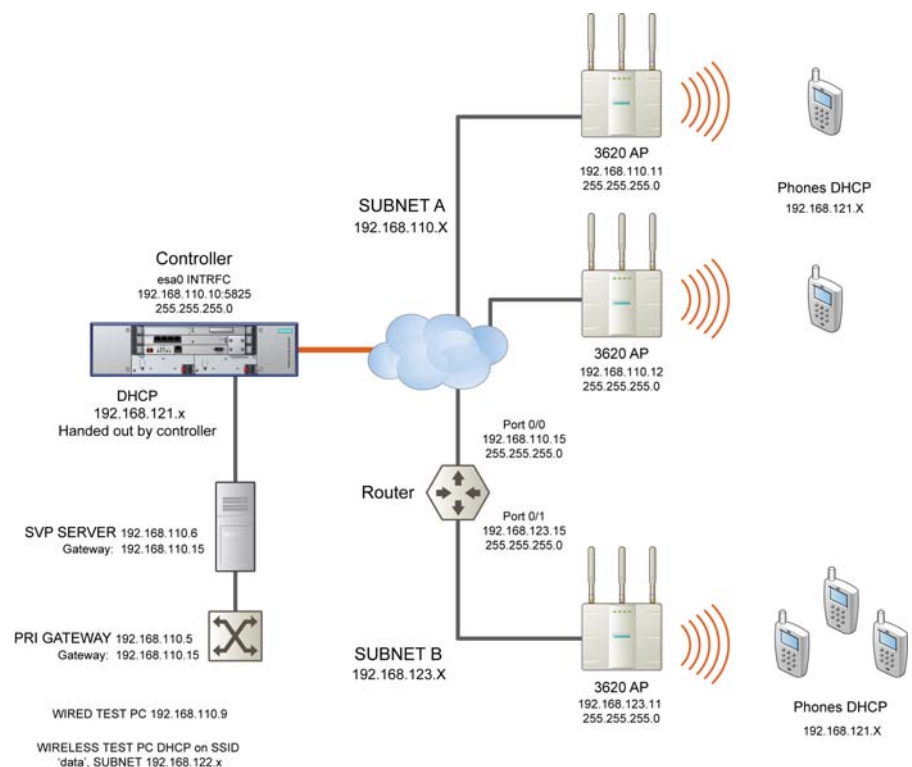 3620 AP
192.168.110.11
255.255.255.0
Phones DHCP
192.168.121.X
SUBNET A
192.168.110.X
Controller
esa0 INTRFC
192.168.110.10:5825
255.255.255.0
3620 AP
192.168.110.12
255.255.255.0
DHCP
192.168.121.x
Handed out by controller
Port 0/0
192.168.110.15
255.255.255.0
Router
Port 0/1
192.168.123.15
255.255.255.0
SVP SERVER 192.168.110.6
Gateway: 192.168.110.15
PRI GATEWAY 192.168.110.5
Gateway: 192.168.110.15
SUBNET B
192.168.123.X
3620 AP
192.168.123.11
255.255.255.0
Phones DHCP
192.168.121.X
WIRED TEST PC 192.168.110.9
WIRELESS TEST PC DHCP on SSID
'data', SUBNET 192.168.122.x